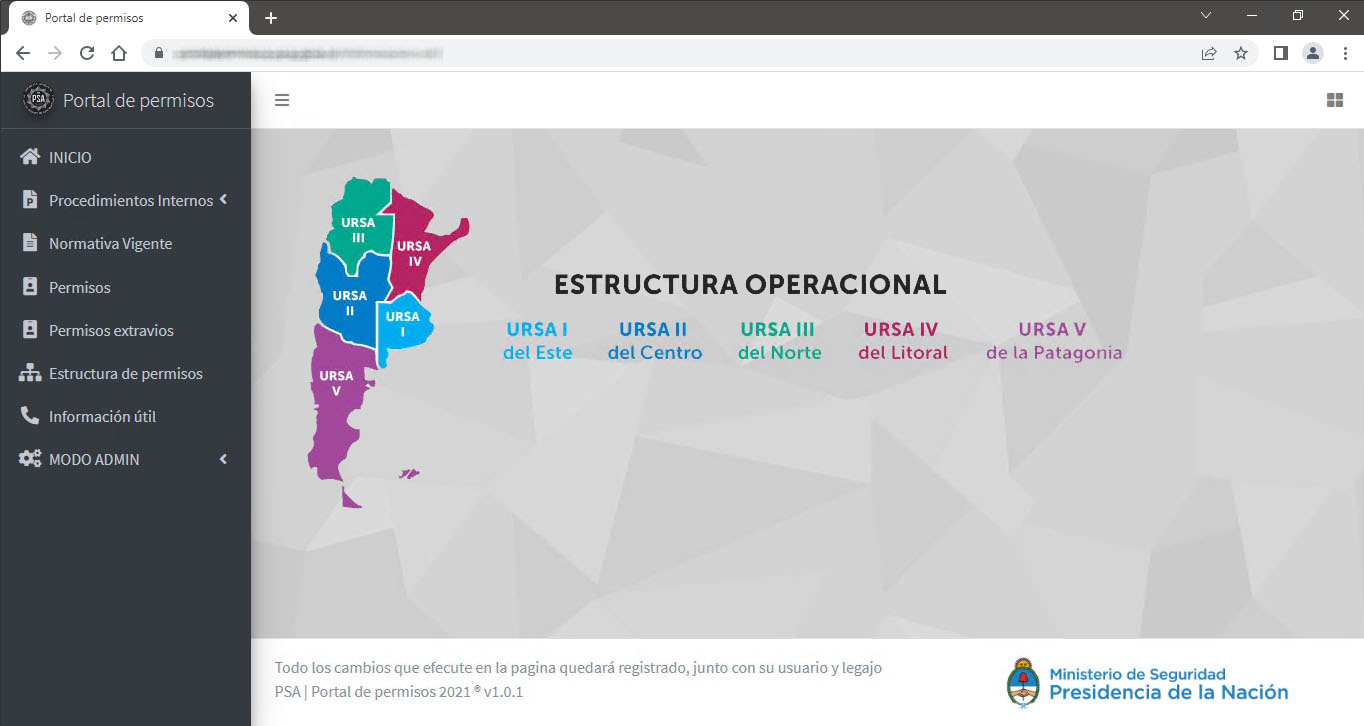 Portal de permisos
PSA
Portal de permisos
INICIO
Procedimientos Internos
Normativa Vigente
Permisos
Permisos extravios
Estructura de permisos
Información útil
MODO ADMIN
URSA
III
URSA
IV
URSA
II
URSA
I
URSA
V
ESTRUCTURA OPERACIONAL
URSA I
del Este
URSA II
del Centro
URSA III
del Norte
URSA IV
del Litoral
URSA V
de la Patagonia
Todo los cambios que efecute en la pagina quedará registrado, junto con su usuario y legajo
PSA | Portal de permisos 2021 ® v1.0.1
Ministerio de Seguridad
Presidencia de la Nación